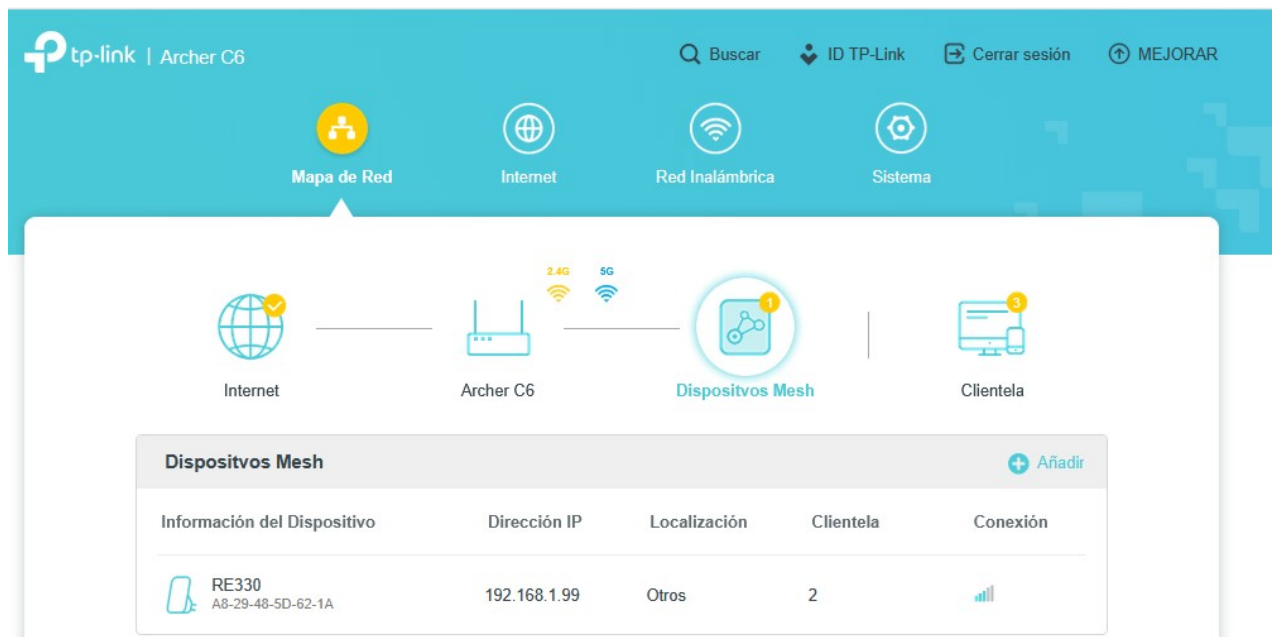 tp-link | Archer C6
Buscar ID TP-Link Cerrar sesión MEJORAR
Mapa de Red Internet Red Inalámbrica Sistema
2.4G 5G
1 3
Internet Archer C6 Dispositvos Mesh Clientela
Dispositvos Mesh Añadir
Información del Dispositivo Dirección IP Localización Clientela Conexión
RE330
A8-29-48-5D-62-1A 192.168.1.99 Otros 2